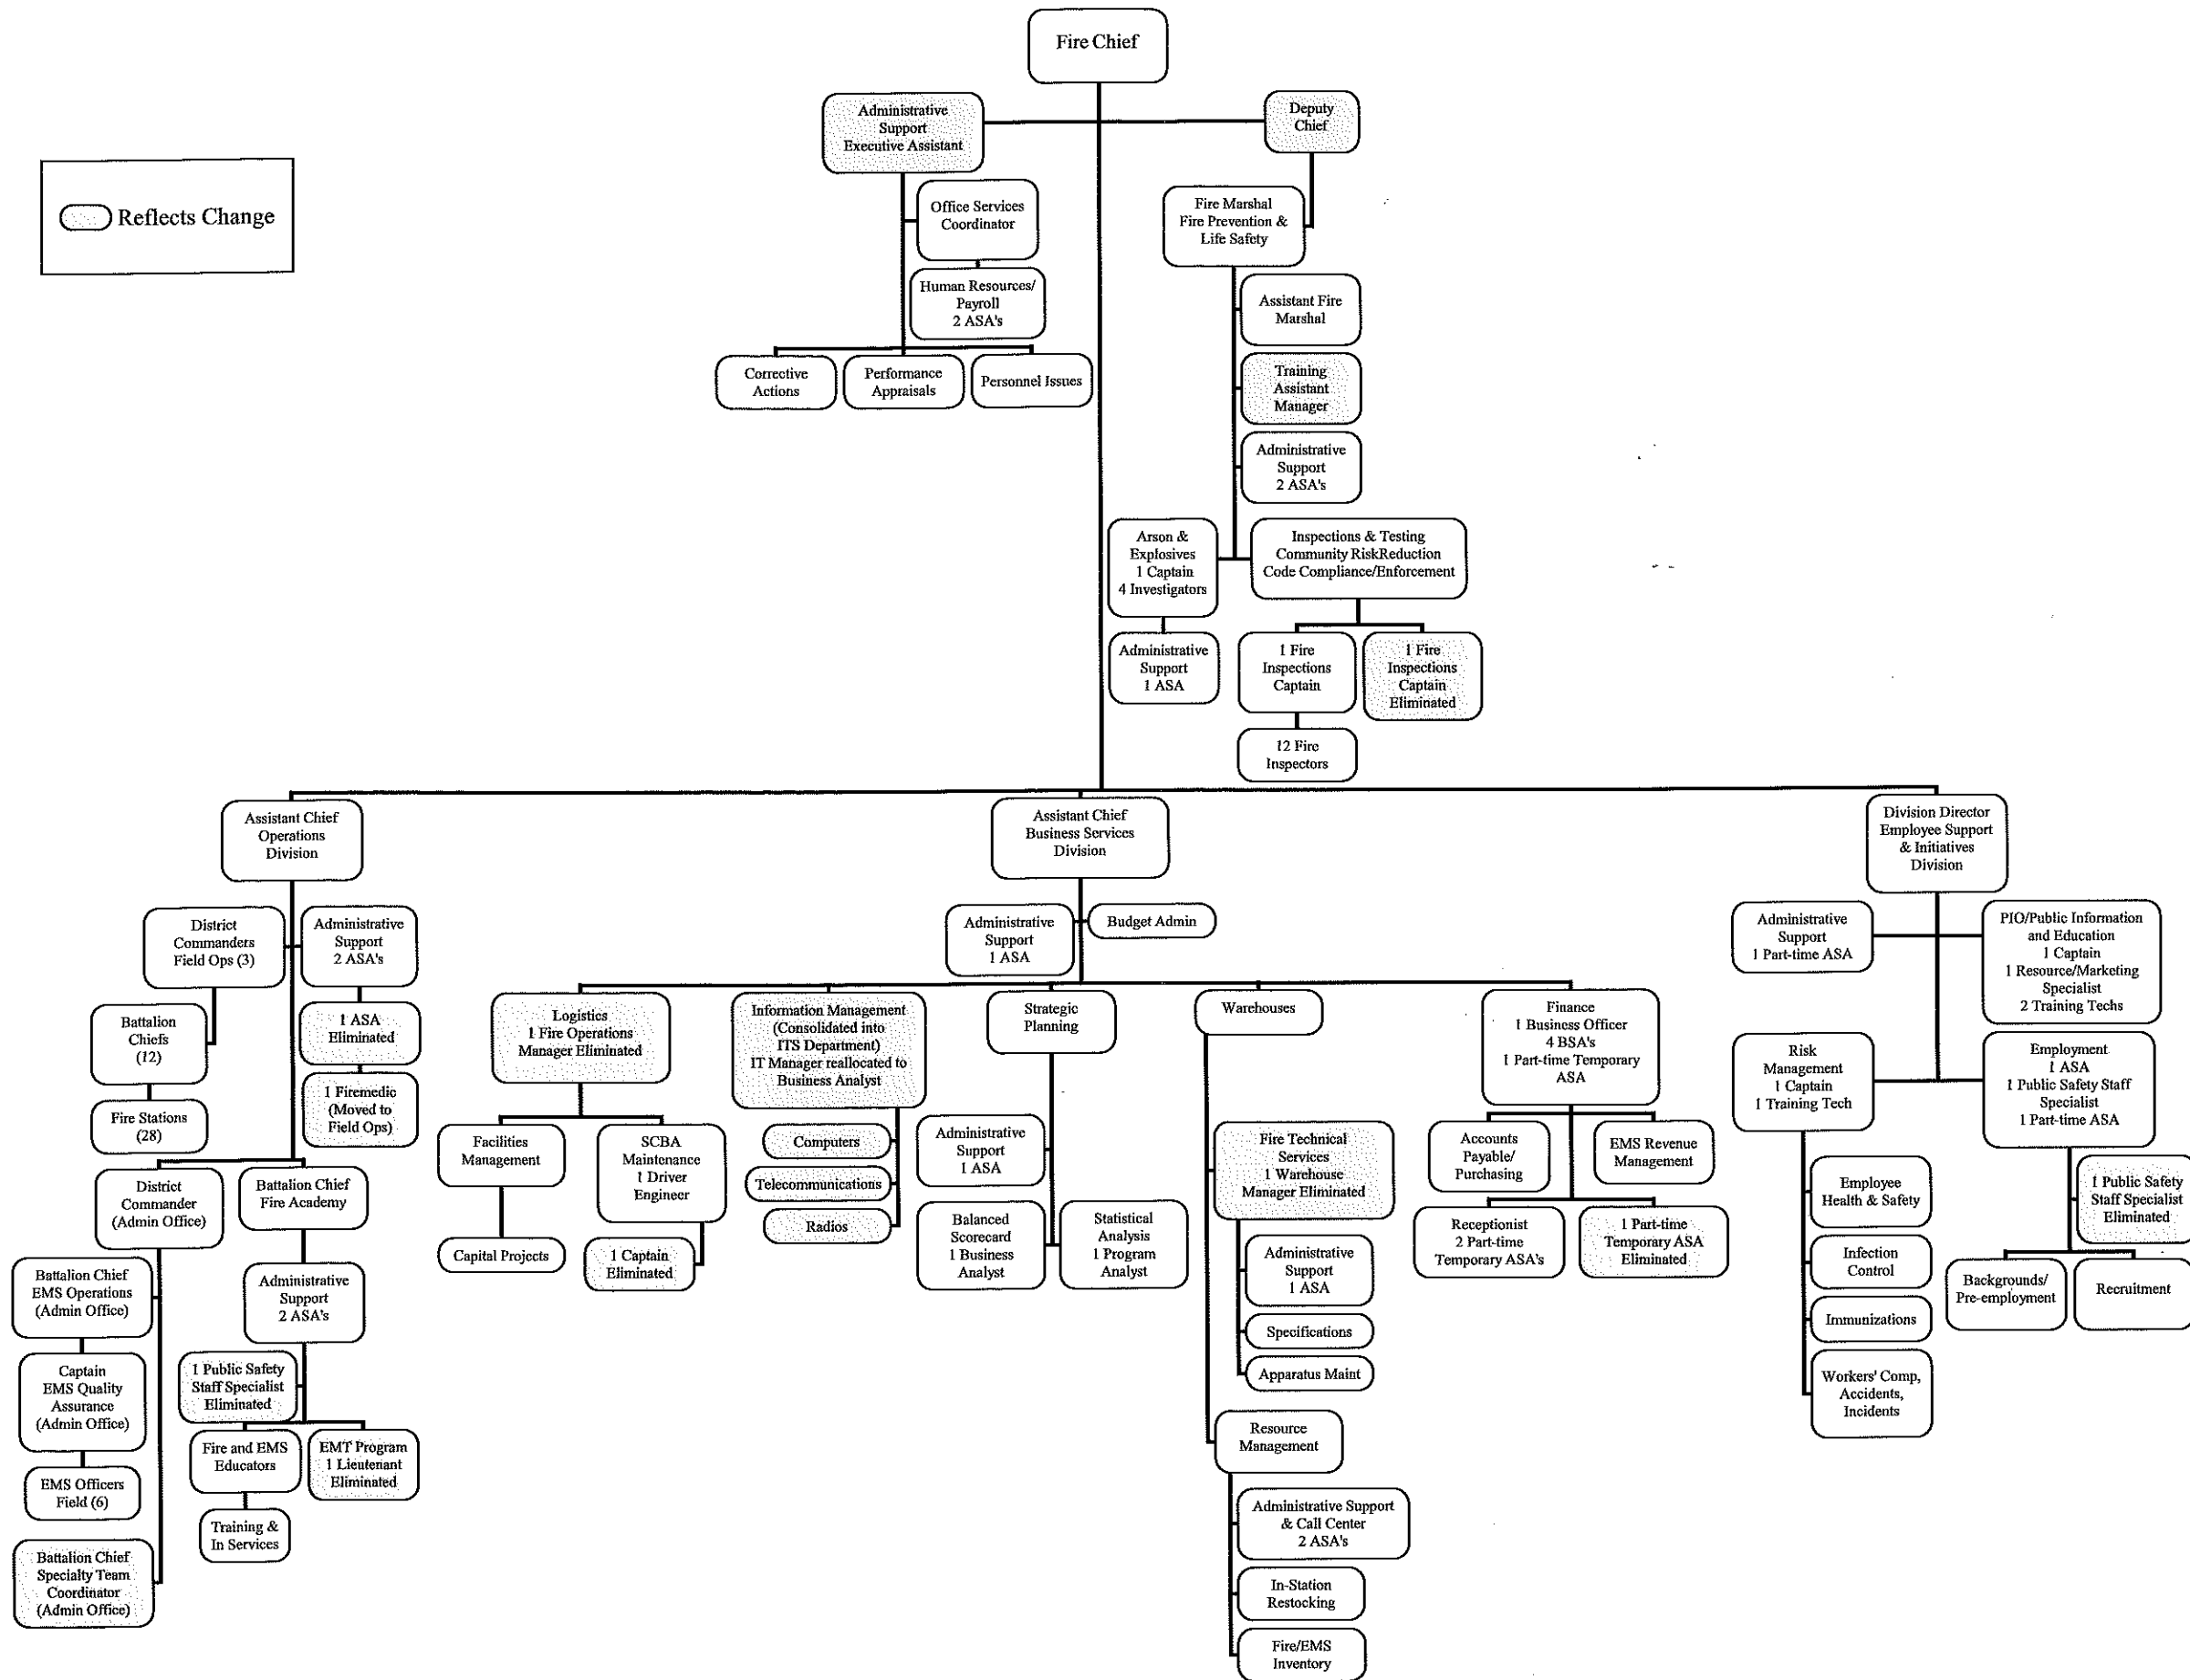 Fire Chief
Administrative
Support
Executive Assistant
Deputy
Chief
Reflects Change
Office Services
Coordinator
Human Resources/
Payroll
2 ASA's
Corrective
Actions
Performance
Appraisals
Personnel Issues
Fire Marshal
Fire Prevention &
Life Safety
Assistant Fire
Marshal
Training
Assistant
Manager
Administrative
Support
2 ASA's
Arson &
Explosives
1 Captain
4 Investigators
Inspections & Testing
Community RiskReduction
Code Compliance/Enforcement
Administrative
Support
1 ASA
1 Fire
Inspections
Captain
1 Fire
Inspections
Captain
Eliminated
12 Fire
Inspectors
Assistant Chief
Operations
Division
Assistant Chief
Business Services
Division
Division Director
Employee Support
& Initiatives
Division
District
Commanders
Field Ops (3)
Administrative
Support
2 ASA's
Battalion
Chiefs
(12)
1 ASA
Eliminated
Fire Stations
(28)
1 Firemedic
(Moved to
Field Ops)
District
Commander
(Admin Office)
Battalion Chief
Fire Academy
Battalion Chief
EMS Operations
(Admin Office)
Administrative
Support
2 ASA's
Captain
EMS Quality
Assurance
(Admin Office)
1 Public Safety
Staff Specialist
Eliminated
EMS Officers
Field (6)
Fire and EMS
Educators
EMT Program
1 Lieutenant
Eliminated
Training &
In Services
Battalion Chief
Specialty Team
Coordinator
(Admin Office)
Administrative
Support
1 ASA
Budget Admin
Logistics
1 Fire Operations
Manager Eliminated
Information Management
(Consolidated into
ITS Department)
IT Manager reallocated to
Business Analyst
Strategic
Planning
Warehouses
Finance
1 Business Officer
4 BSA's
1 Part-time Temporary
ASA
Facilities
Management
SCBA
Maintenance
1 Driver
Engineer
Capital Projects
1 Captain
Eliminated
Computers
Telecommunications
Radios
Administrative
Support
1 ASA
Balanced
Scorecard
1 Business
Analyst
Statistical
Analysis
1 Program
Analyst
Fire Technical
Services
1 Warehouse
Manager Eliminated
Administrative
Support
1 ASA
Specifications
Apparatus Maint
Resource
Management
Administrative Support
& Call Center
2 ASA's
In-Station
Restocking
Fire/EMS
Inventory
Accounts
Payable/
Purchasing
EMS Revenue
Management
Receptionist
2 Part-time
Temporary ASA's
1 Part-time
Temporary ASA
Eliminated
Administrative
Support
1 Part-time ASA
PIO/Public Information
and Education
1 Captain
1 Resource/Marketing
Specialist
2 Training Techs
Risk
Management
1 Captain
1 Training Tech
Employment
1 ASA
1 Public Safety Staff
Specialist
1 Part-time ASA
Employee
Health & Safety
Infection
Control
Immunizations
Workers' Comp,
Accidents,
Incidents
1 Public Safety
Staff Specialist
Eliminated
Backgrounds/
Pre-employment
Recruitment